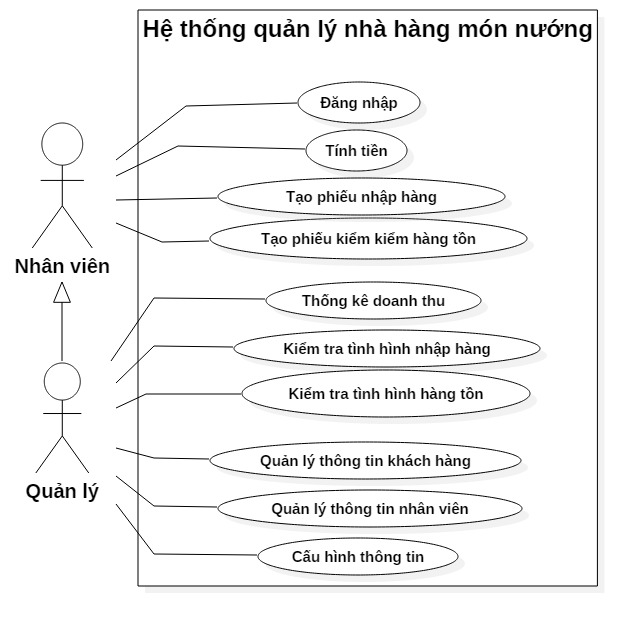 Hệ thống quản lý nhà hàng món nướng
Đăng nhập
Tính tiền
Tạo phiếu nhập hàng
Tạo phiếu kiểm kiểm hàng tồn
Nhân viên
Thống kê doanh thu
Kiểm tra tình hình nhập hàng
Kiểm tra tình hình hàng tồn
Quản lý thông tin khách hàng
Quản lý
Quản lý thông tin nhân viên
Cấu hình thông tin